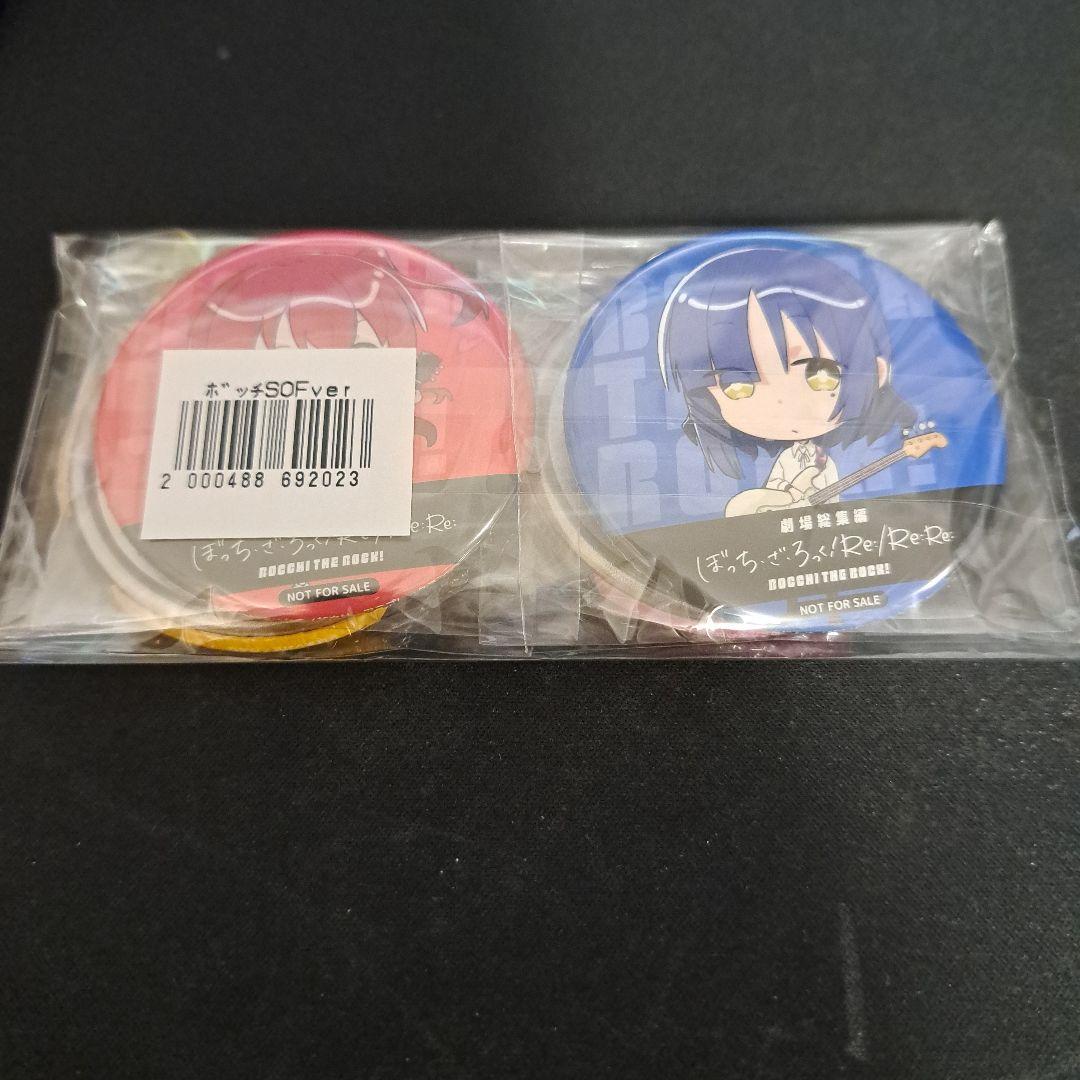 ボッチSOFver
2 000488 692023
Re:Re:
ぼっち・ざ・ろっく!Re:/
BOCCHI THE ROCK!
NOT FOR SALE
劇場総集編
ぼっち・ざ・ろっく!Re:/Re:Re:
BOCCHI THE ROCK!
NOT FOR SALE